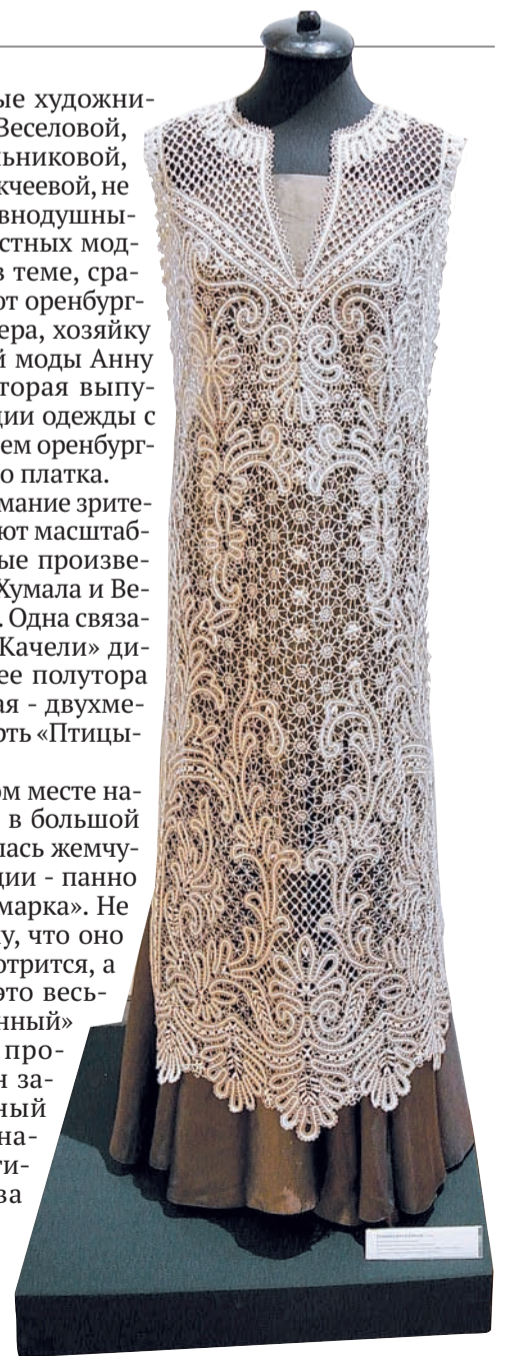 ые художни-
Веселовой,
льниковой,
кчеевой, не
внодушны-
стных мод-
в теме, сра-
от оренбург-
ера, хозяйку
й моды Анну
торая выпу-
ции одежды с
ем оренбург-
о платка.
мание зрите-
ют масштаб-
ые произве-
Хумала и Ве-
. Одна связа-
Качели» ди-
ее полутора
ая - двухме-
рть «Птицы-
ом месте на-
в большой
лась жемчу-
ции - панно
марка». Не
у, что оно
отрится, а
это весь-
нный»
про-
н за-
ный
на-
ти-
ва